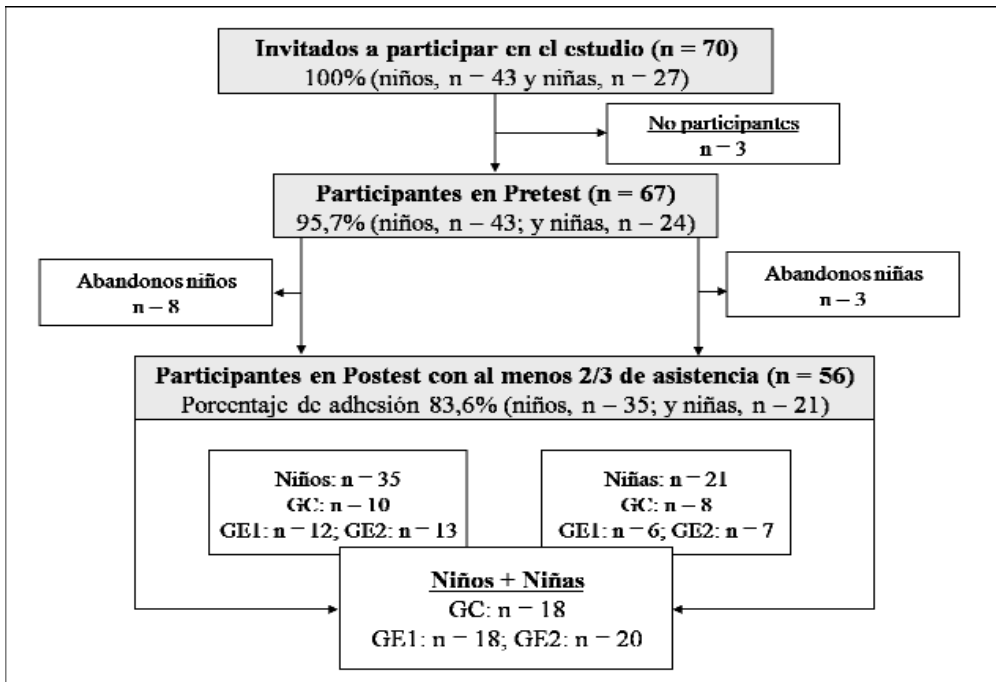 Invitados a participar en el estudio (n = 70)
100% (niños, n = 43 y niñas, n = 27)
No participantes
n = 3
Participantes en Pretest (n = 67)
95,7% (niños, n = 43; y niñas, n = 24)
Abandonos niños
n = 8
Abandonos niñas
n = 3
Participantes en Postest con al menos 2/3 de asistencia (n = 56)
Porcentaje de adhesión 83,6% (niños, n = 35; y niñas, n = 21)
Niños: n = 35
GC: n = 10
GE1: n = 12; GE2: n = 13
Niñas: n = 21
GC: n = 8
GE1: n = 6; GE2: n = 7
Niños + Niñas
GC: n = 18
GE1: n = 18; GE2: n = 20